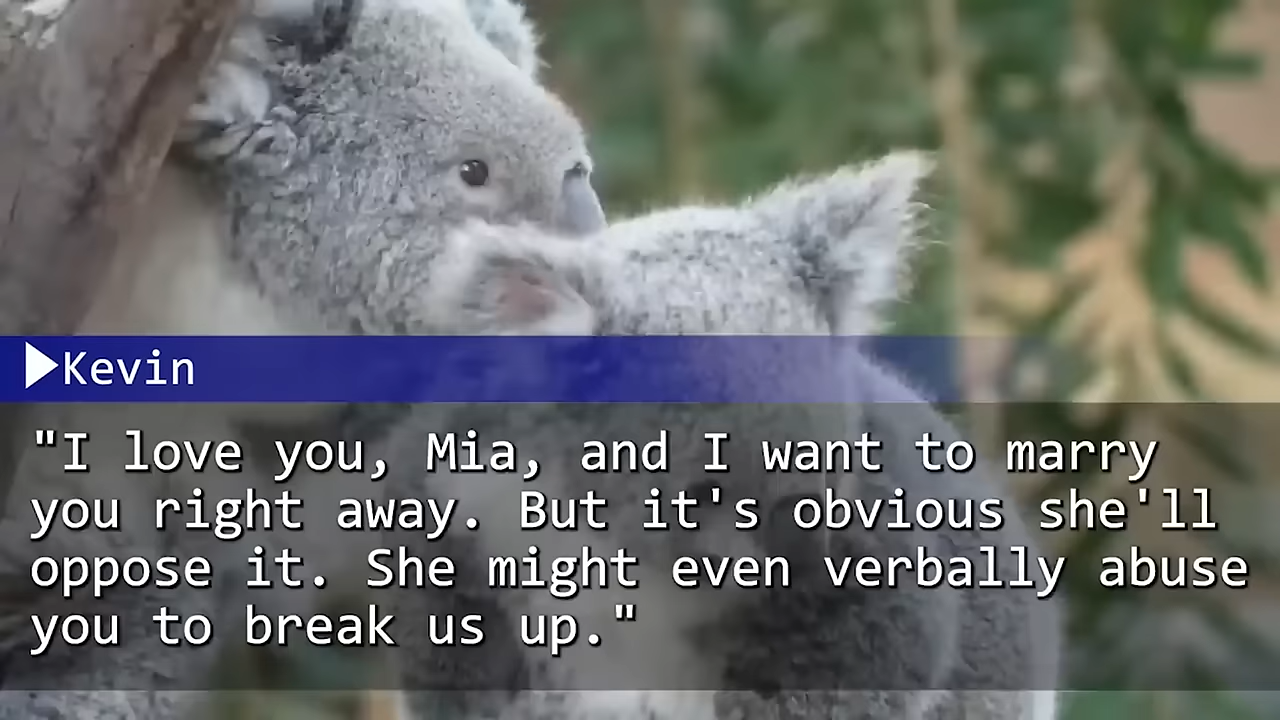 ▶Kevin
"I love you, Mia, and I want to marry
you right away. But it's obvious she'll
oppose it. She might even verbally abuse
you to break us up."